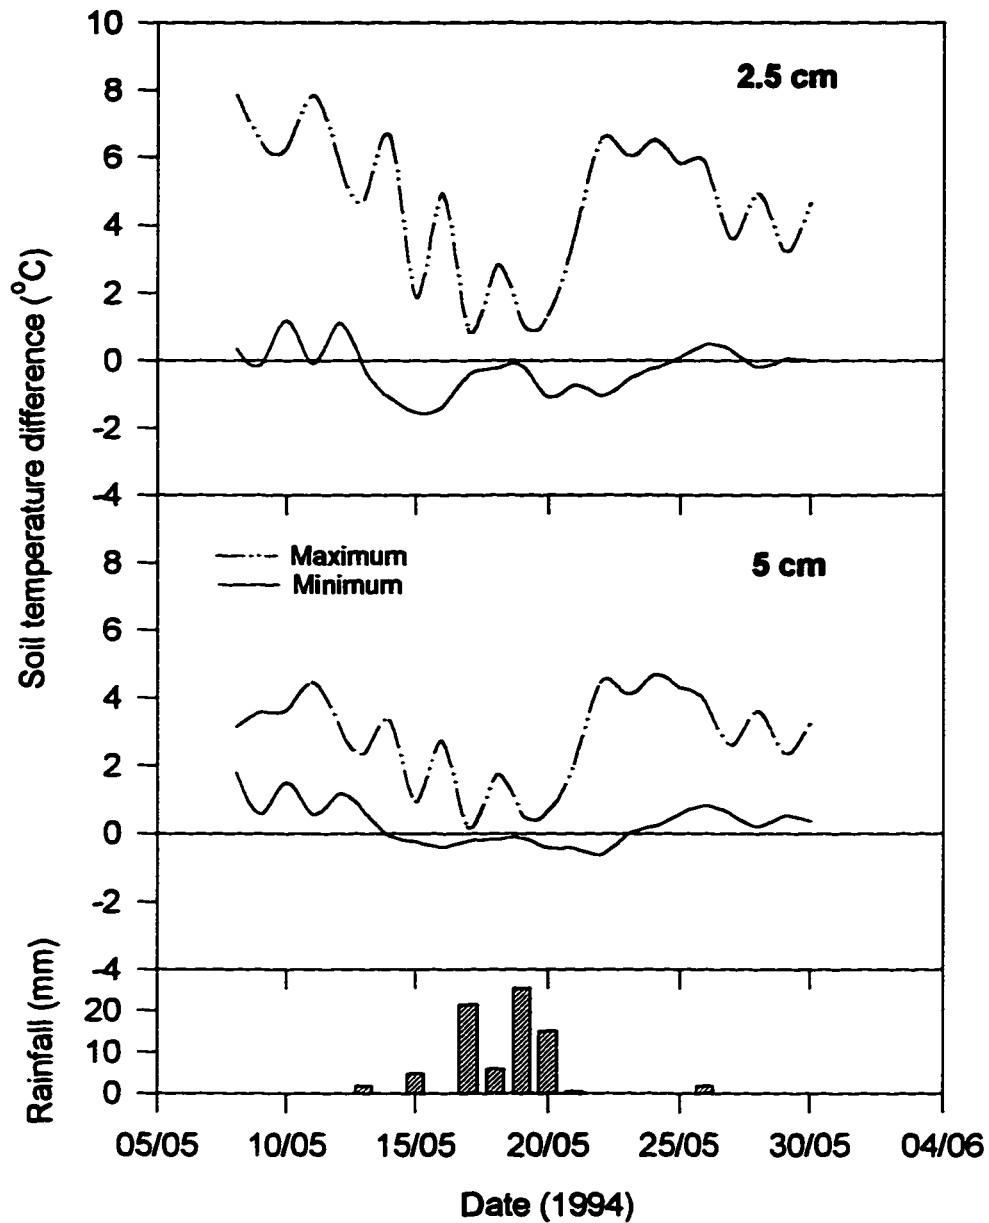 10
2.5 cm
8
6
4
2
0
-2
-4
Soil temperature difference (°C)
Maximum
Minimum
5 cm
8
6
4
2
0
-2
-4
Rainfall (mm)
20
10
0
05/05 10/05 15/05 20/05 25/05 30/05 04/06
Date (1994)